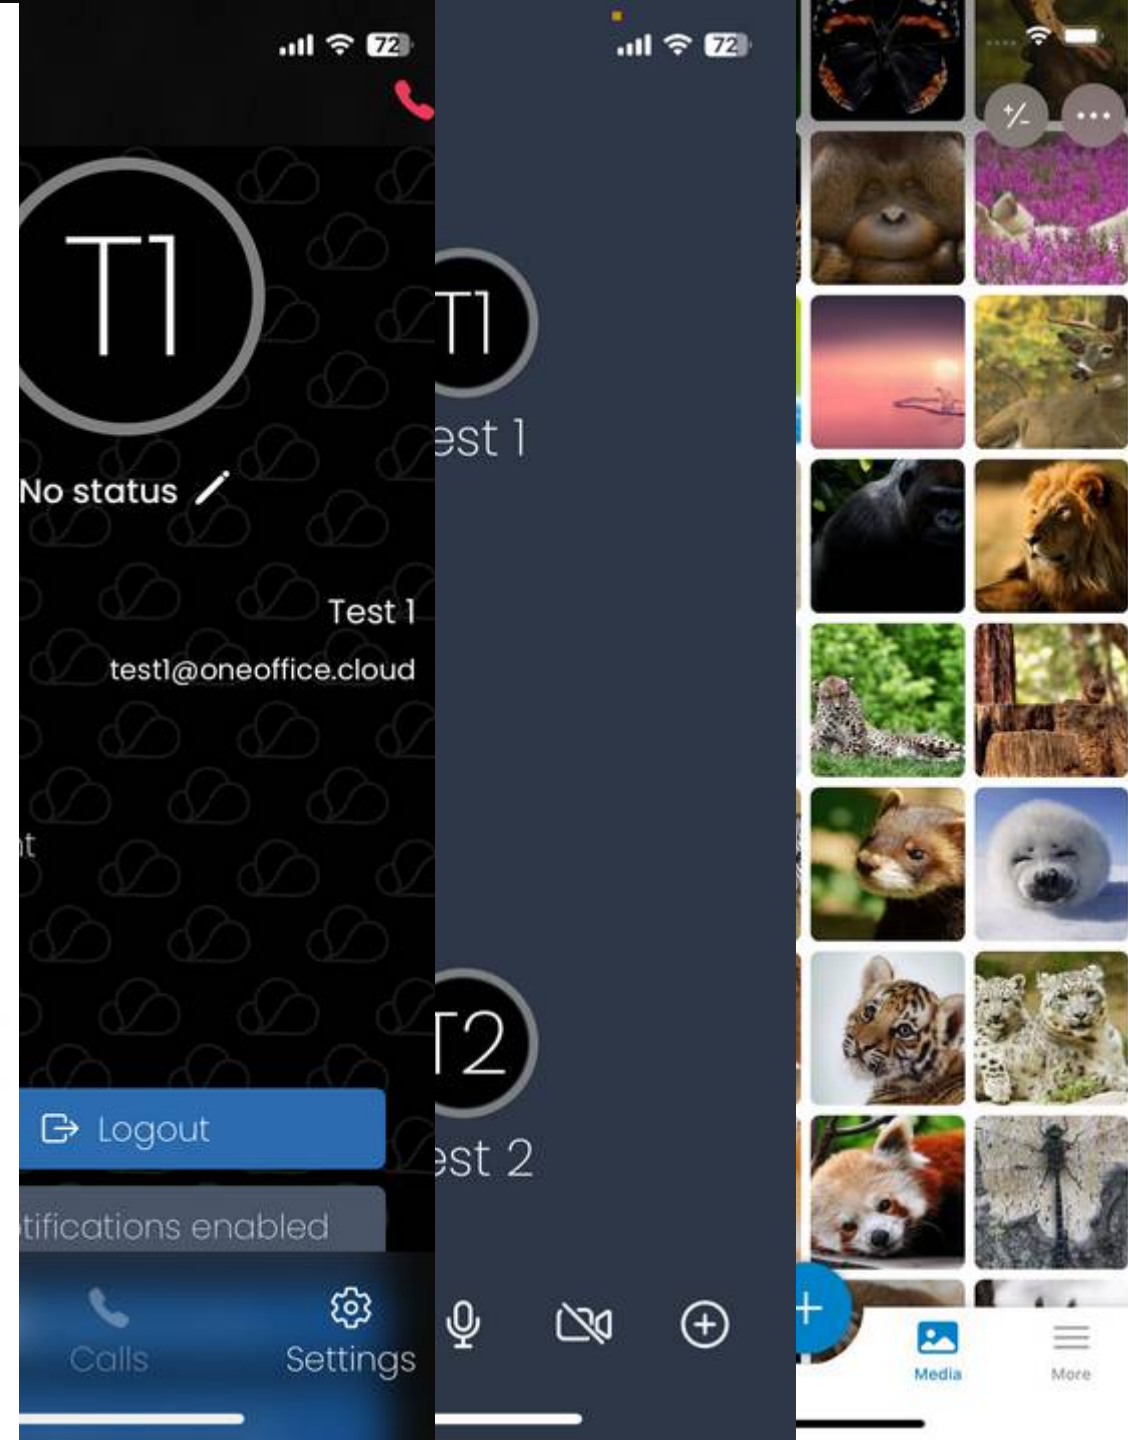 72
T1
No status
Test 1
test1@oneoffice.cloud
nt
Logout
tifications enabled
Calls
Settings
72
T1
est 1
T2
est 2
+/-
Media
More